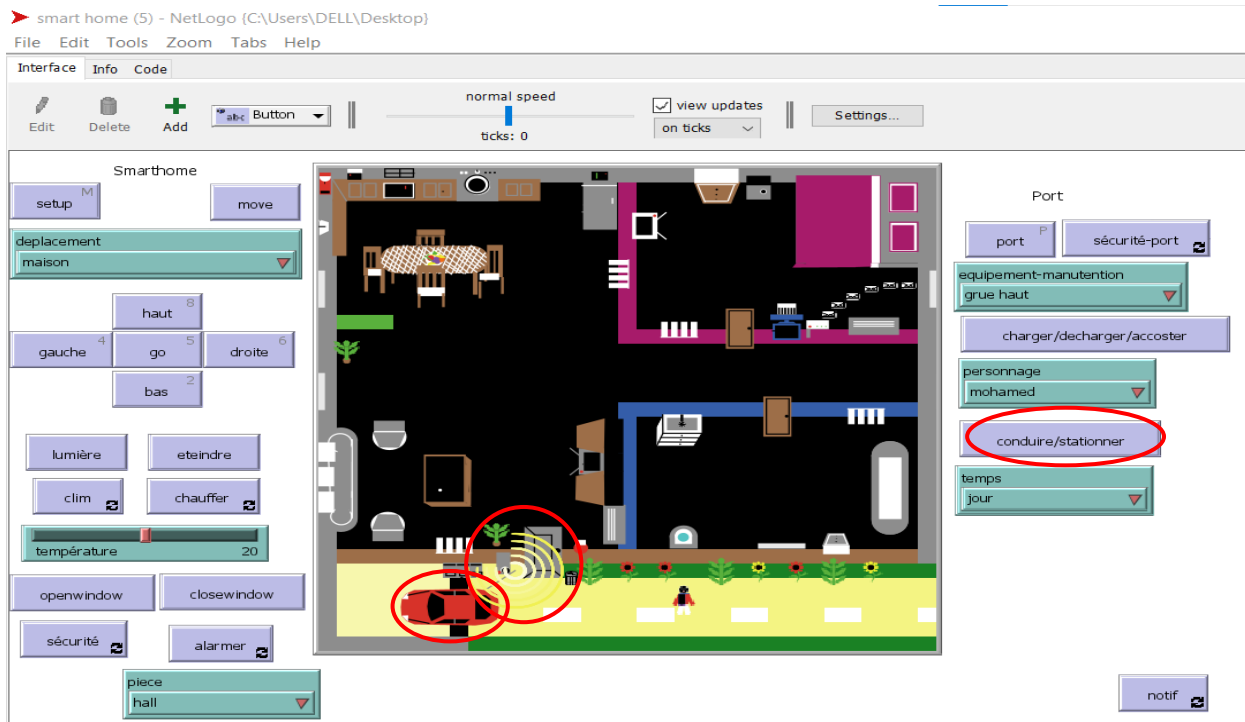 smart home (5) - NetLogo {C:\Users\DELL\Desktop}
File Edit Tools Zoom Tabs Help
Interface Info Code
Edit Delete Add abc Button
normal speed
ticks: 0
view updates
on ticks
Settings...
Smarthome
setup M
move
deplacement
maison
haut 8
gauche 4
go 5
droite 6
bas 2
lumière
eteindre
clim
chauffer
température 20
openwindow
closewindow
sécurité
alarmer
piece
hall
Port
port P
sécurité-port
equipement-manutention
grue haut
charger/decharger/accoster
personnage
mohamed
conduire/stationner
temps
jour
notif